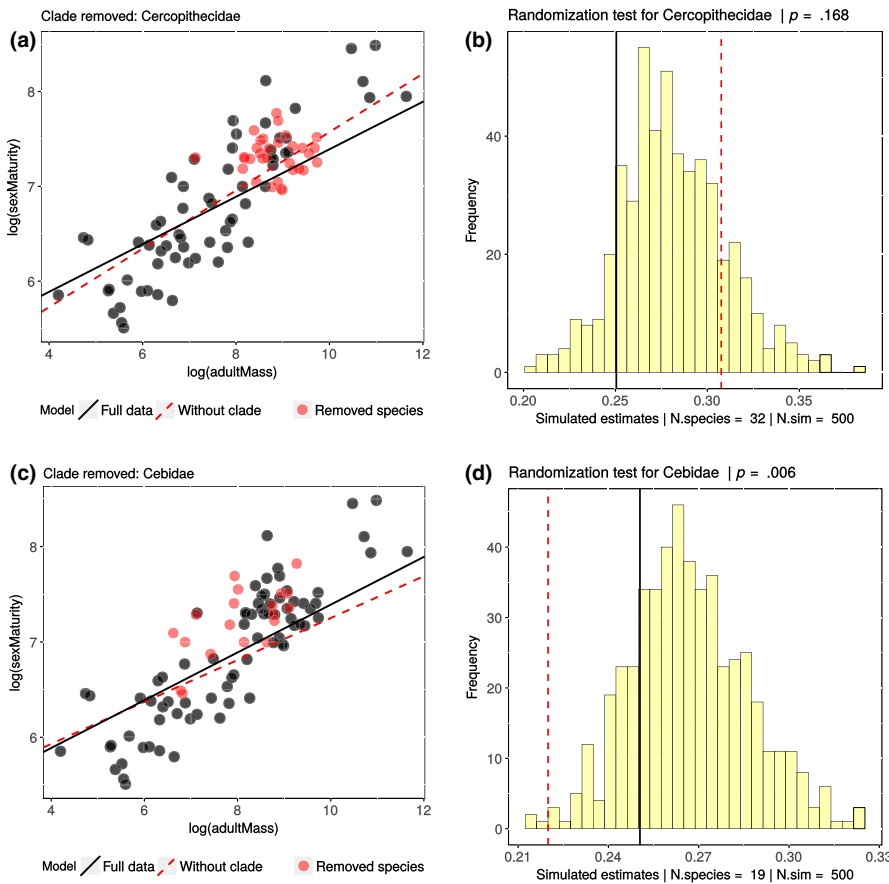 (a) Clade removed: Cercopithecidae
log(sexMaturity)
8
7
6
4 6 8 10 12
log(adultMass)
Model Full data Without clade Removed species
(b) Randomization test for Cercopithecidae | p = .168
Frequency
40
20
0
0.20 0.25 0.30 0.35
Simulated estimates | N.species = 32 | N.sim = 500
(c) Clade removed: Cebidae
log(sexMaturity)
8
7
6
4 6 8 10 12
log(adultMass)
Model Full data Without clade Removed species
(d) Randomization test for Cebidae | p = .006
Frequency
40
30
20
10
0
0.21 0.24 0.27 0.30 0.33
Simulated estimates | N.species = 19 | N.sim = 500